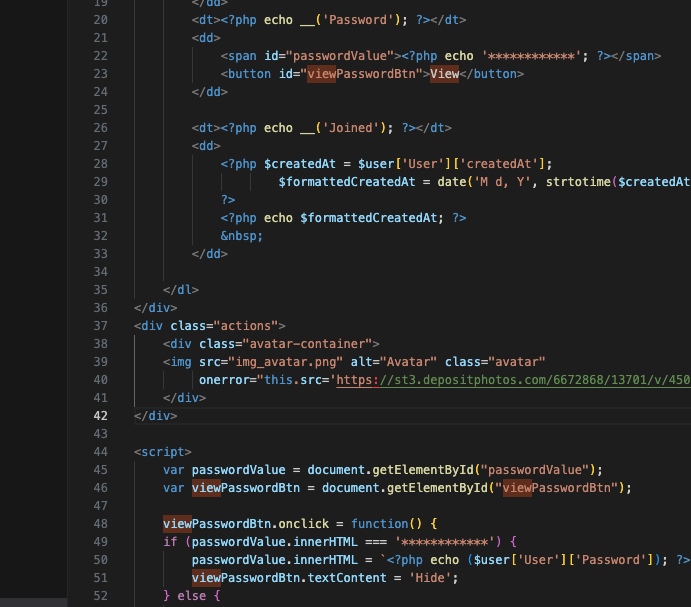 19 </dd>
20 <dt><?php echo __('Password'); ?></dt>
21 <dd>
22 <span id="passwordValue"><?php echo '************'; ?></span>
23 <button id="viewPasswordBtn">View</button>
24 </dd>
25
26 <dt><?php echo __('Joined'); ?></dt>
27 <dd>
28 <?php $createdAt = $user['User']['createdAt'];
29 $formattedCreatedAt = date('M d, Y', strtotime($createdAt
30 ?>
31 <?php echo $formattedCreatedAt; ?>
32 &nbsp;
33 </dd>
34
35 </dl>
36 </div>
37 <div class="actions">
38 <div class="avatar-container">
39 <img src="img_avatar.png" alt="Avatar" class="avatar"
40 onerror="this.src='https://st3.depositphotos.com/6672868/13701/v/450
41 </div>
42 </div>
43
44 <script>
45 var passwordValue = document.getElementById("passwordValue");
46 var viewPasswordBtn = document.getElementById("viewPasswordBtn");
47
48 viewPasswordBtn.onclick = function() {
49 if (passwordValue.innerHTML === '************') {
50 passwordValue.innerHTML = `<?php echo ($user['User']['Password']); ?>
51 viewPasswordBtn.textContent = 'Hide';
52 } else {